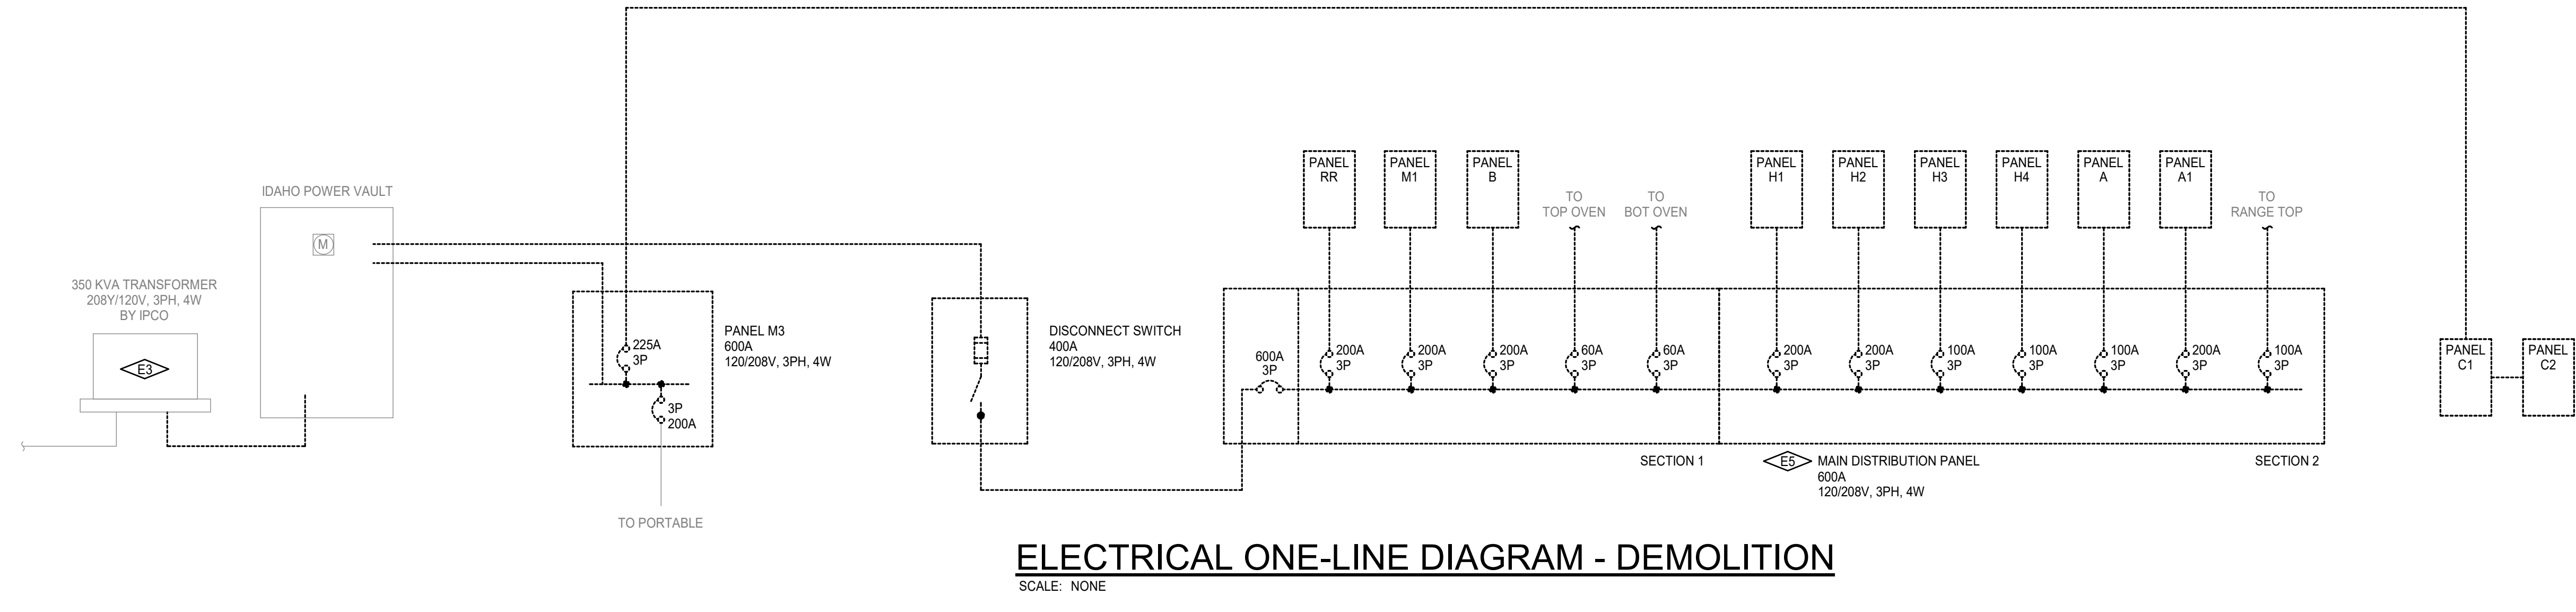 IDAHO POWER VAULT
M
350 KVA TRANSFORMER
208Y/120V, 3PH, 4W
BY IPCO
E3
225A
3P
3P
200A
PANEL M3
600A
120/208V, 3PH, 4W
TO PORTABLE
DISCONNECT SWITCH
400A
120/208V, 3PH, 4W
PANEL
RR
PANEL
M1
PANEL
B
TO
TOP OVEN
TO
BOT OVEN
PANEL
H1
PANEL
H2
PANEL
H3
PANEL
H4
PANEL
A
PANEL
A1
TO
RANGE TOP
600A
3P
200A
3P
200A
3P
200A
3P
60A
3P
60A
3P
200A
3P
200A
3P
100A
3P
100A
3P
100A
3P
200A
3P
100A
3P
PANEL
C1
PANEL
C2
SECTION 1
E5
MAIN DISTRIBUTION PANEL
600A
120/208V, 3PH, 4W
SECTION 2
ELECTRICAL ONE-LINE DIAGRAM - DEMOLITION
SCALE: NONE